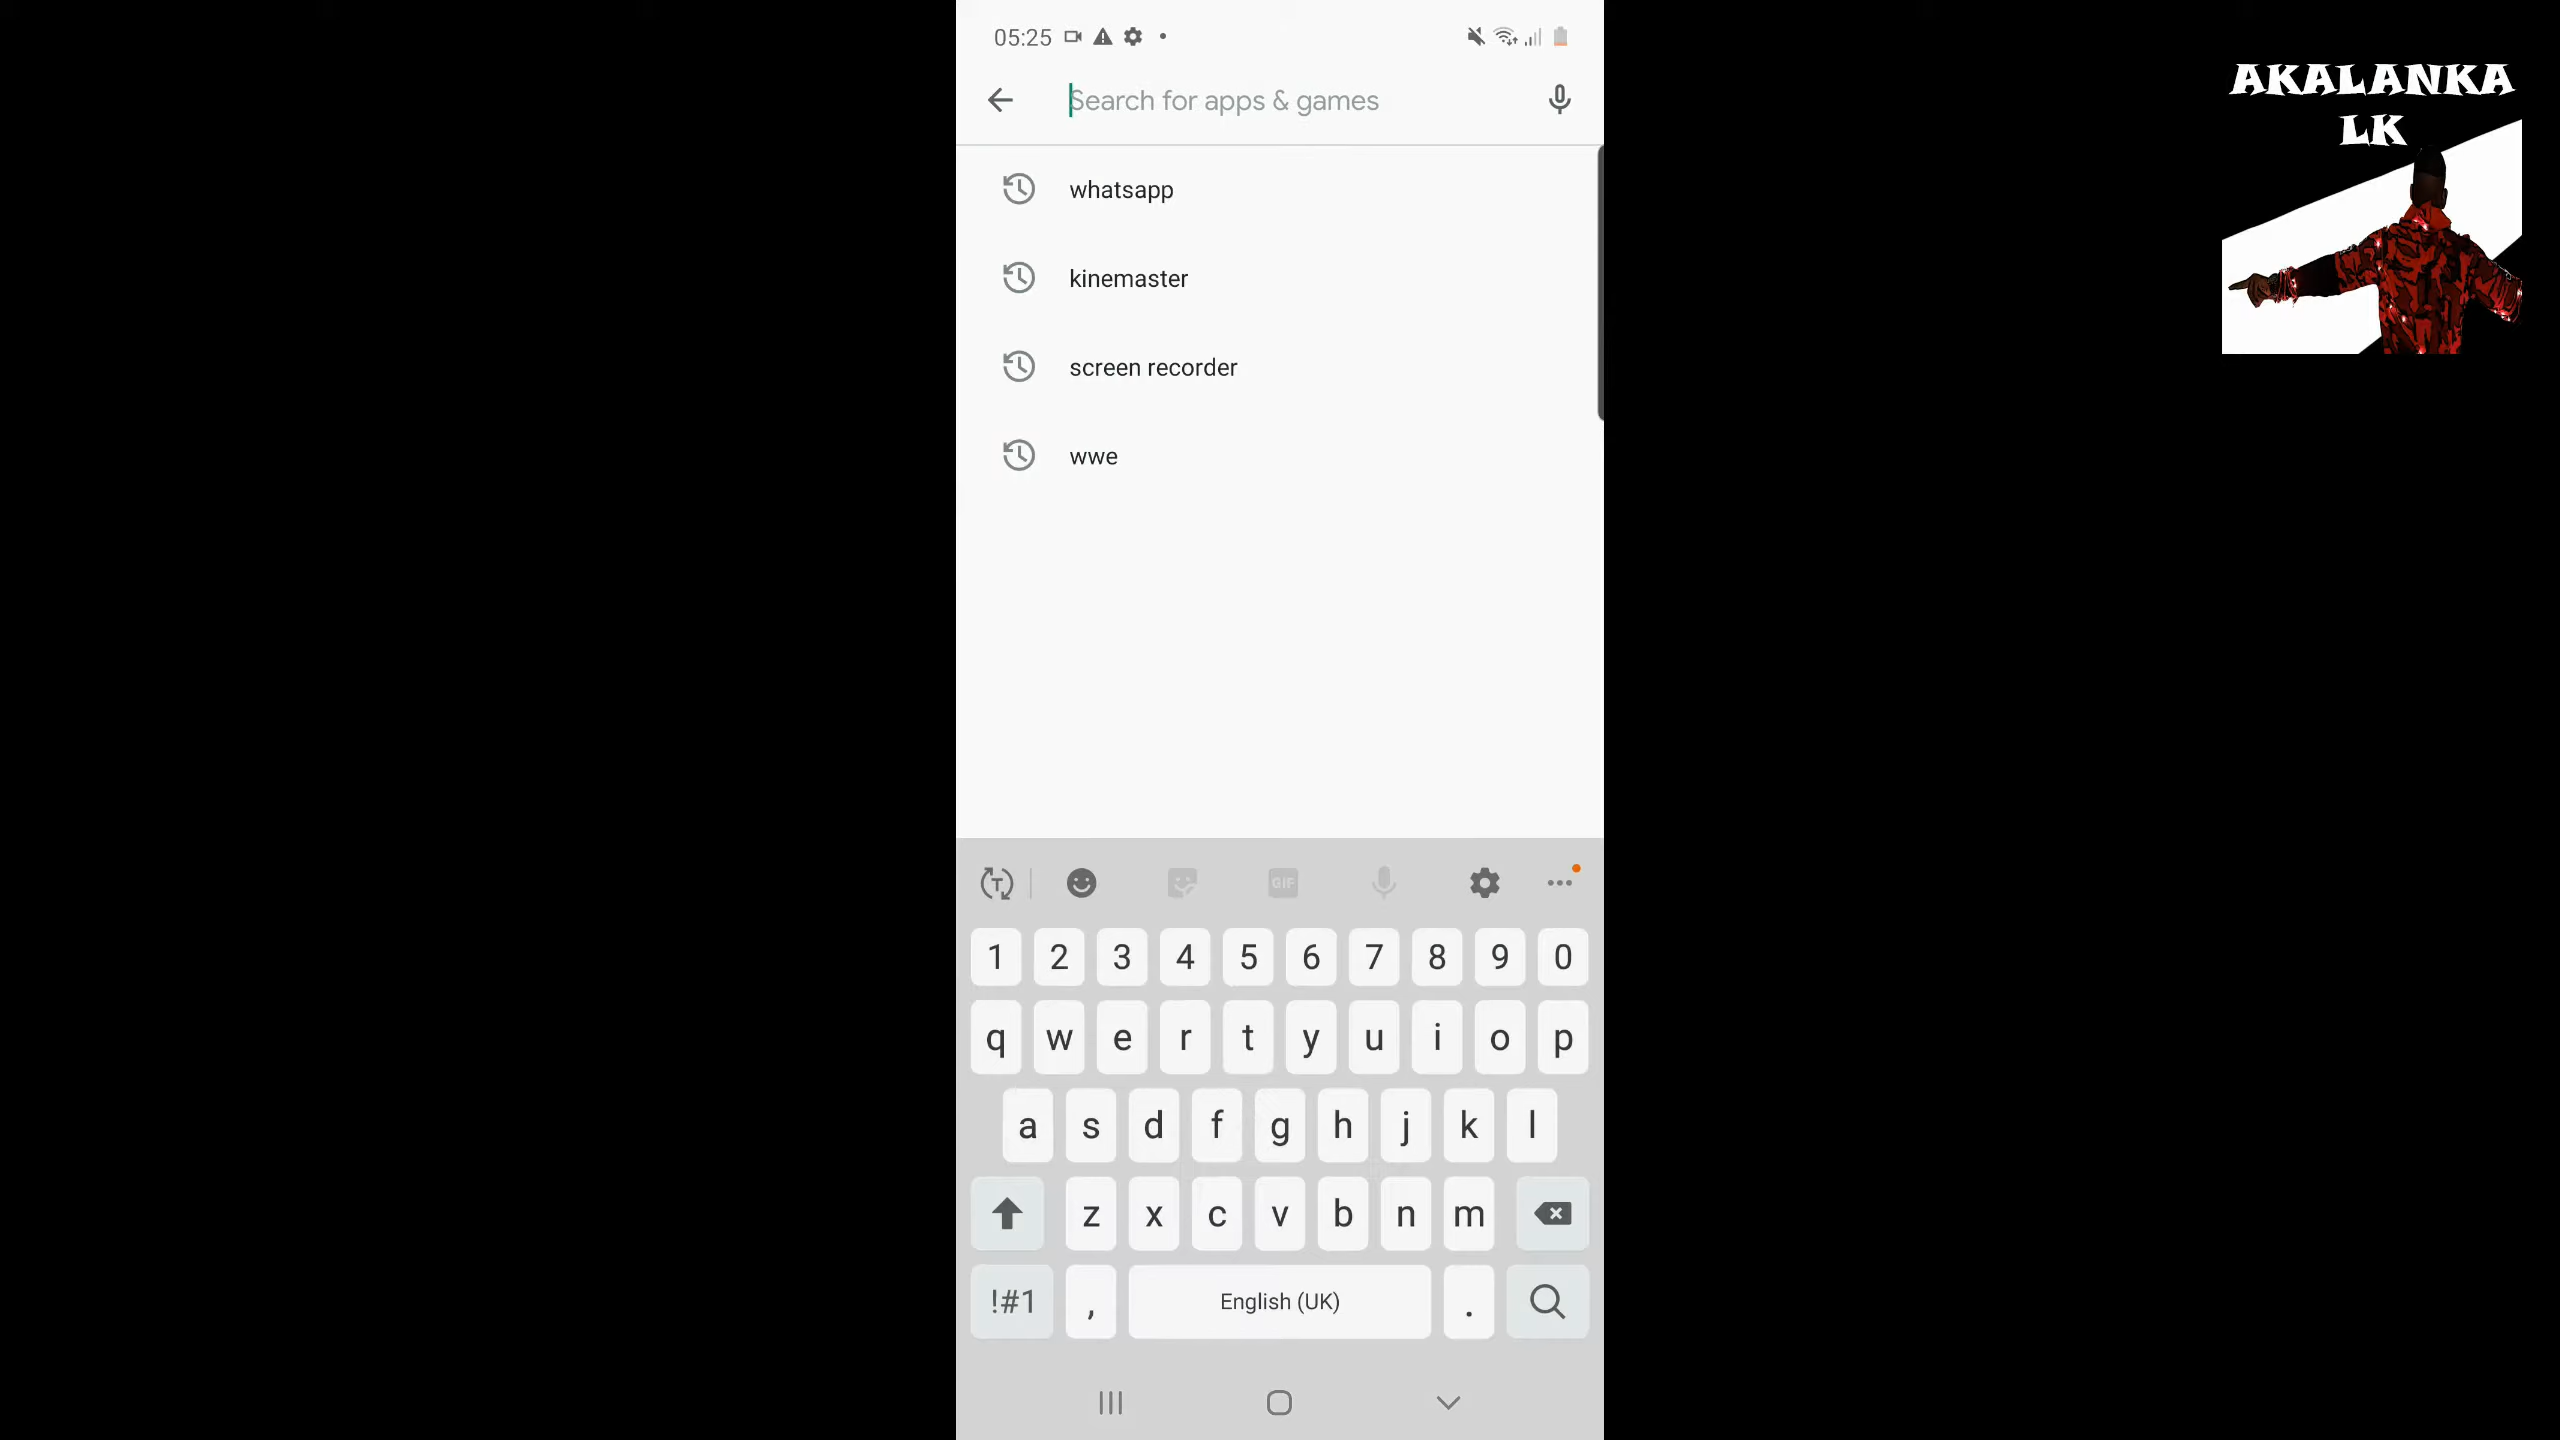 05:25
Search for apps & games
AKALANKA
LK
whatsapp
kinemaster
screen recorder
wwe
GIF
1 2 3 4 5 6 7 8 9 0
q w e r t y u i o p
a s d f g h j k l
z x c v b n m
!#1 , English (UK) .